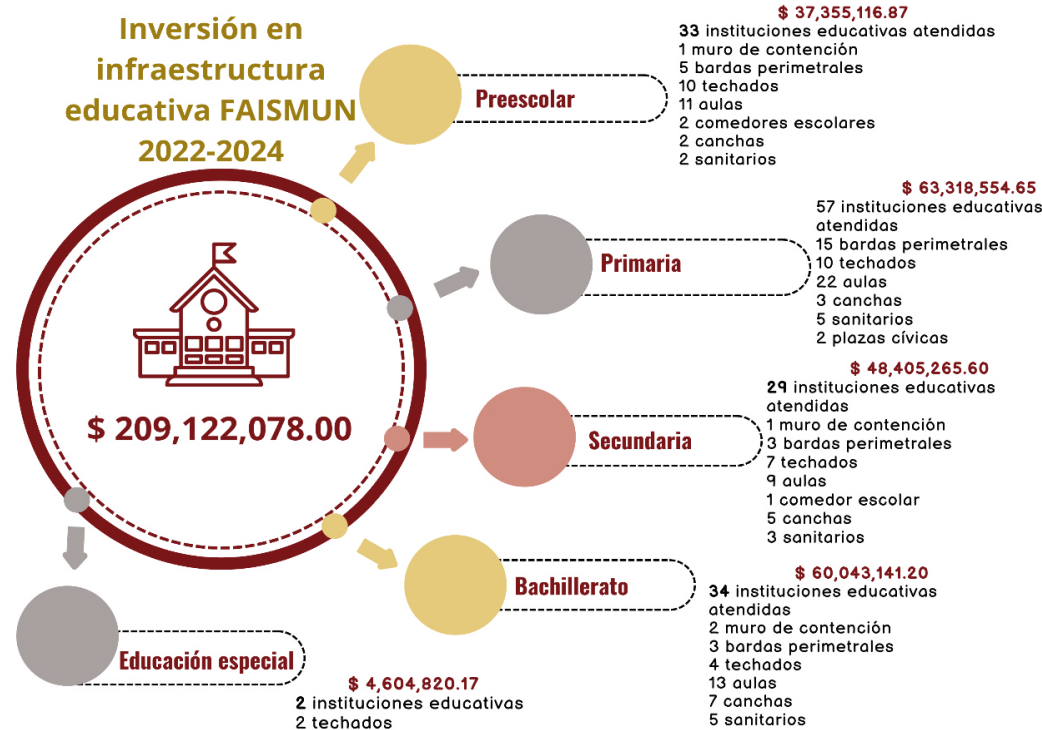 Inversión en
infraestructura
educativa FAISMUN
2022-2024
$ 209,122,078.00
Preescolar
$ 37,355,116.87
33 instituciones educativas atendidas
1 muro de contención
5 bardas perimetrales
10 techados
11 aulas
2 comedores escolares
2 canchas
2 sanitarios
Primaria
$ 63,318,554.65
57 instituciones educativas
atendidas
15 bardas perimetrales
10 techados
22 aulas
3 canchas
5 sanitarios
2 plazas cívicas
Secundaria
$ 48,405,265.60
29 instituciones educativas
atendidas
1 muro de contención
3 bardas perimetrales
7 techados
9 aulas
1 comedor escolar
5 canchas
3 sanitarios
Bachillerato
$ 60,043,141.20
34 instituciones educativas
atendidas
2 muro de contención
3 bardas perimetrales
4 techados
13 aulas
7 canchas
5 sanitarios
Educación especial
$ 4,604,820.17
2 instituciones educativas
2 techados